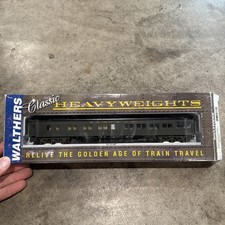 WALTHERS
Classic
HEAVYWEIGHTS
RELIVE THE GOLDEN AGE OF TRAIN TRAVEL